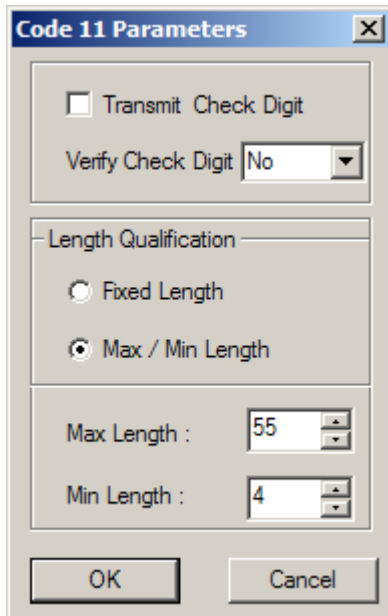 Code 11 Parameters
Transmit Check Digit
Verify Check Digit No
Length Qualification
Fixed Length
Max / Min Length
Max Length : 55
Min Length : 4
OK Cancel